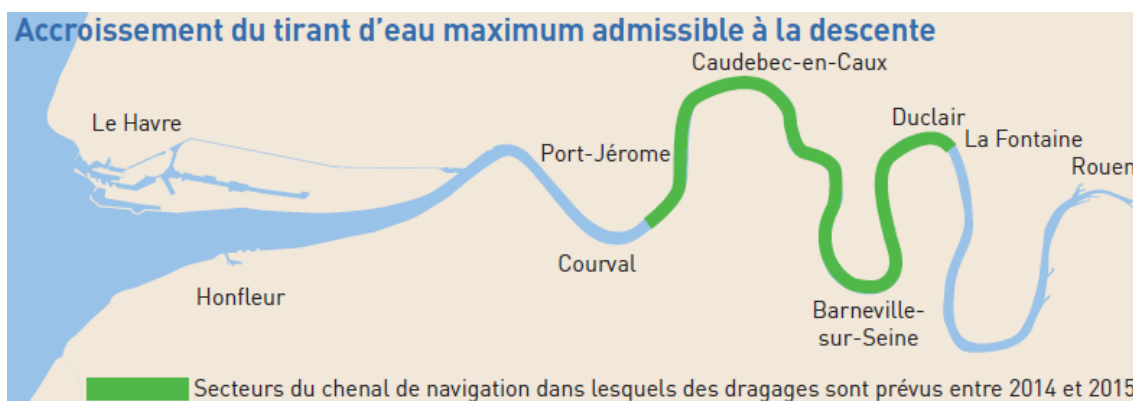 Accroissement du tirant d'eau maximum admissible à la descente
Caudebec-en-Caux
Le Havre
Duclair
La Fontaine
Port-Jérome
Rouen
Courval
Honfleur
Barneville-
sur-Seine
Secteurs du chenal de navigation dans lesquels des dragages sont prévus entre 2014 et 2015